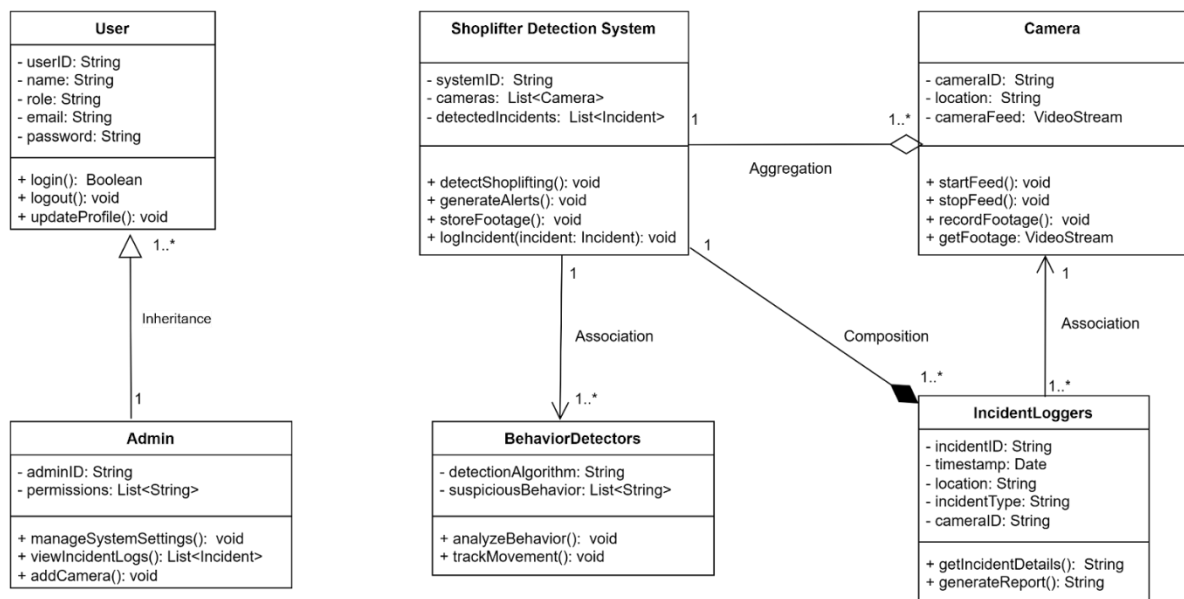 User
- userID: String
- name: String
- role: String
- email: String
- password: String
+ login(): Boolean
+ logout(): void
+ updateProfile(): void
1..*
Inheritance
1
Admin
- adminID: String
- permissions: List<String>
+ manageSystemSettings(): void
+ viewIncidentLogs(): List<Incident>
+ addCamera(): void
Shoplifter Detection System
- systemID: String
- cameras: List<Camera>
- detectedIncidents: List<Incident>
+ detectShoplifting(): void
+ generateAlerts(): void
+ storeFootage(): void
+ logIncident(incident: Incident): void
1
1..*
Aggregation
Camera
- cameraID: String
- location: String
- cameraFeed: VideoStream
+ startFeed(): void
+ stopFeed(): void
+ recordFootage(): void
+ getFootage: VideoStream
1
Association
1..*
BehaviorDetectors
- detectionAlgorithm: String
- suspiciousBehavior: List<String>
+ analyzeBehavior(): void
+ trackMovement(): void
1
Composition
1..*
1
Association
1..*
IncidentLoggers
- incidentID: String
- timestamp: Date
- location: String
- incidentType: String
- cameraID: String
+ getIncidentDetails(): String
+ generateReport(): String